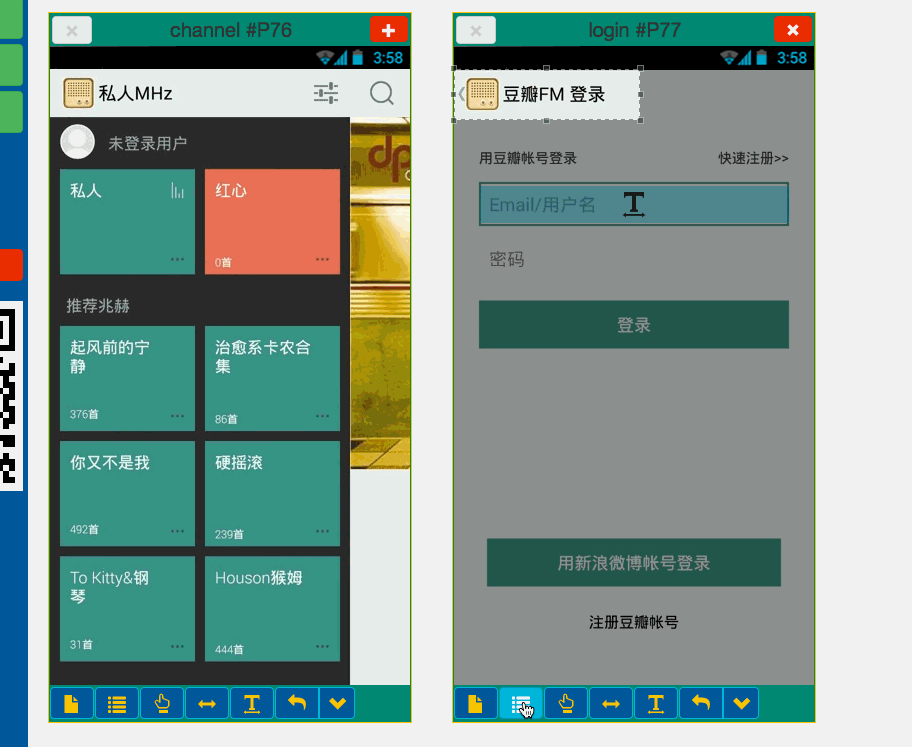 channel #P76
3:58
私人MHz
未登录用户
私人
红心
0首
推荐兆赫
起风前的宁
静
376首
治愈系卡农合
集
86首
你又不是我
492首
硬摇滚
239首
To Kitty&钢
琴
31首
Houson猴姆
444首
login #P77
3:58
豆瓣FM 登录
用豆瓣帐号登录
快速注册>>
Email/用户名
密码
登录
用新浪微博帐号登录
注册豆瓣帐号